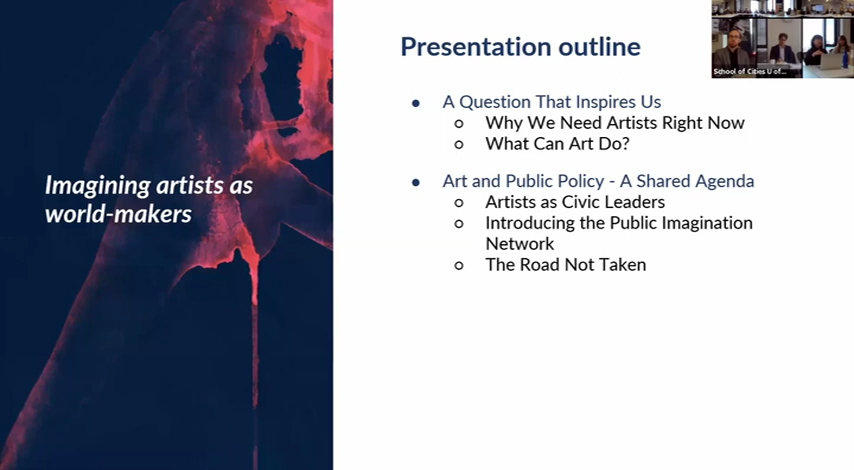 Presentation outline
School of Cities U of...
Imagining artists as
world-makers
● A Question That Inspires Us
○ Why We Need Artists Right Now
○ What Can Art Do?
● Art and Public Policy - A Shared Agenda
○ Artists as Civic Leaders
○ Introducing the Public Imagination
Network
○ The Road Not Taken